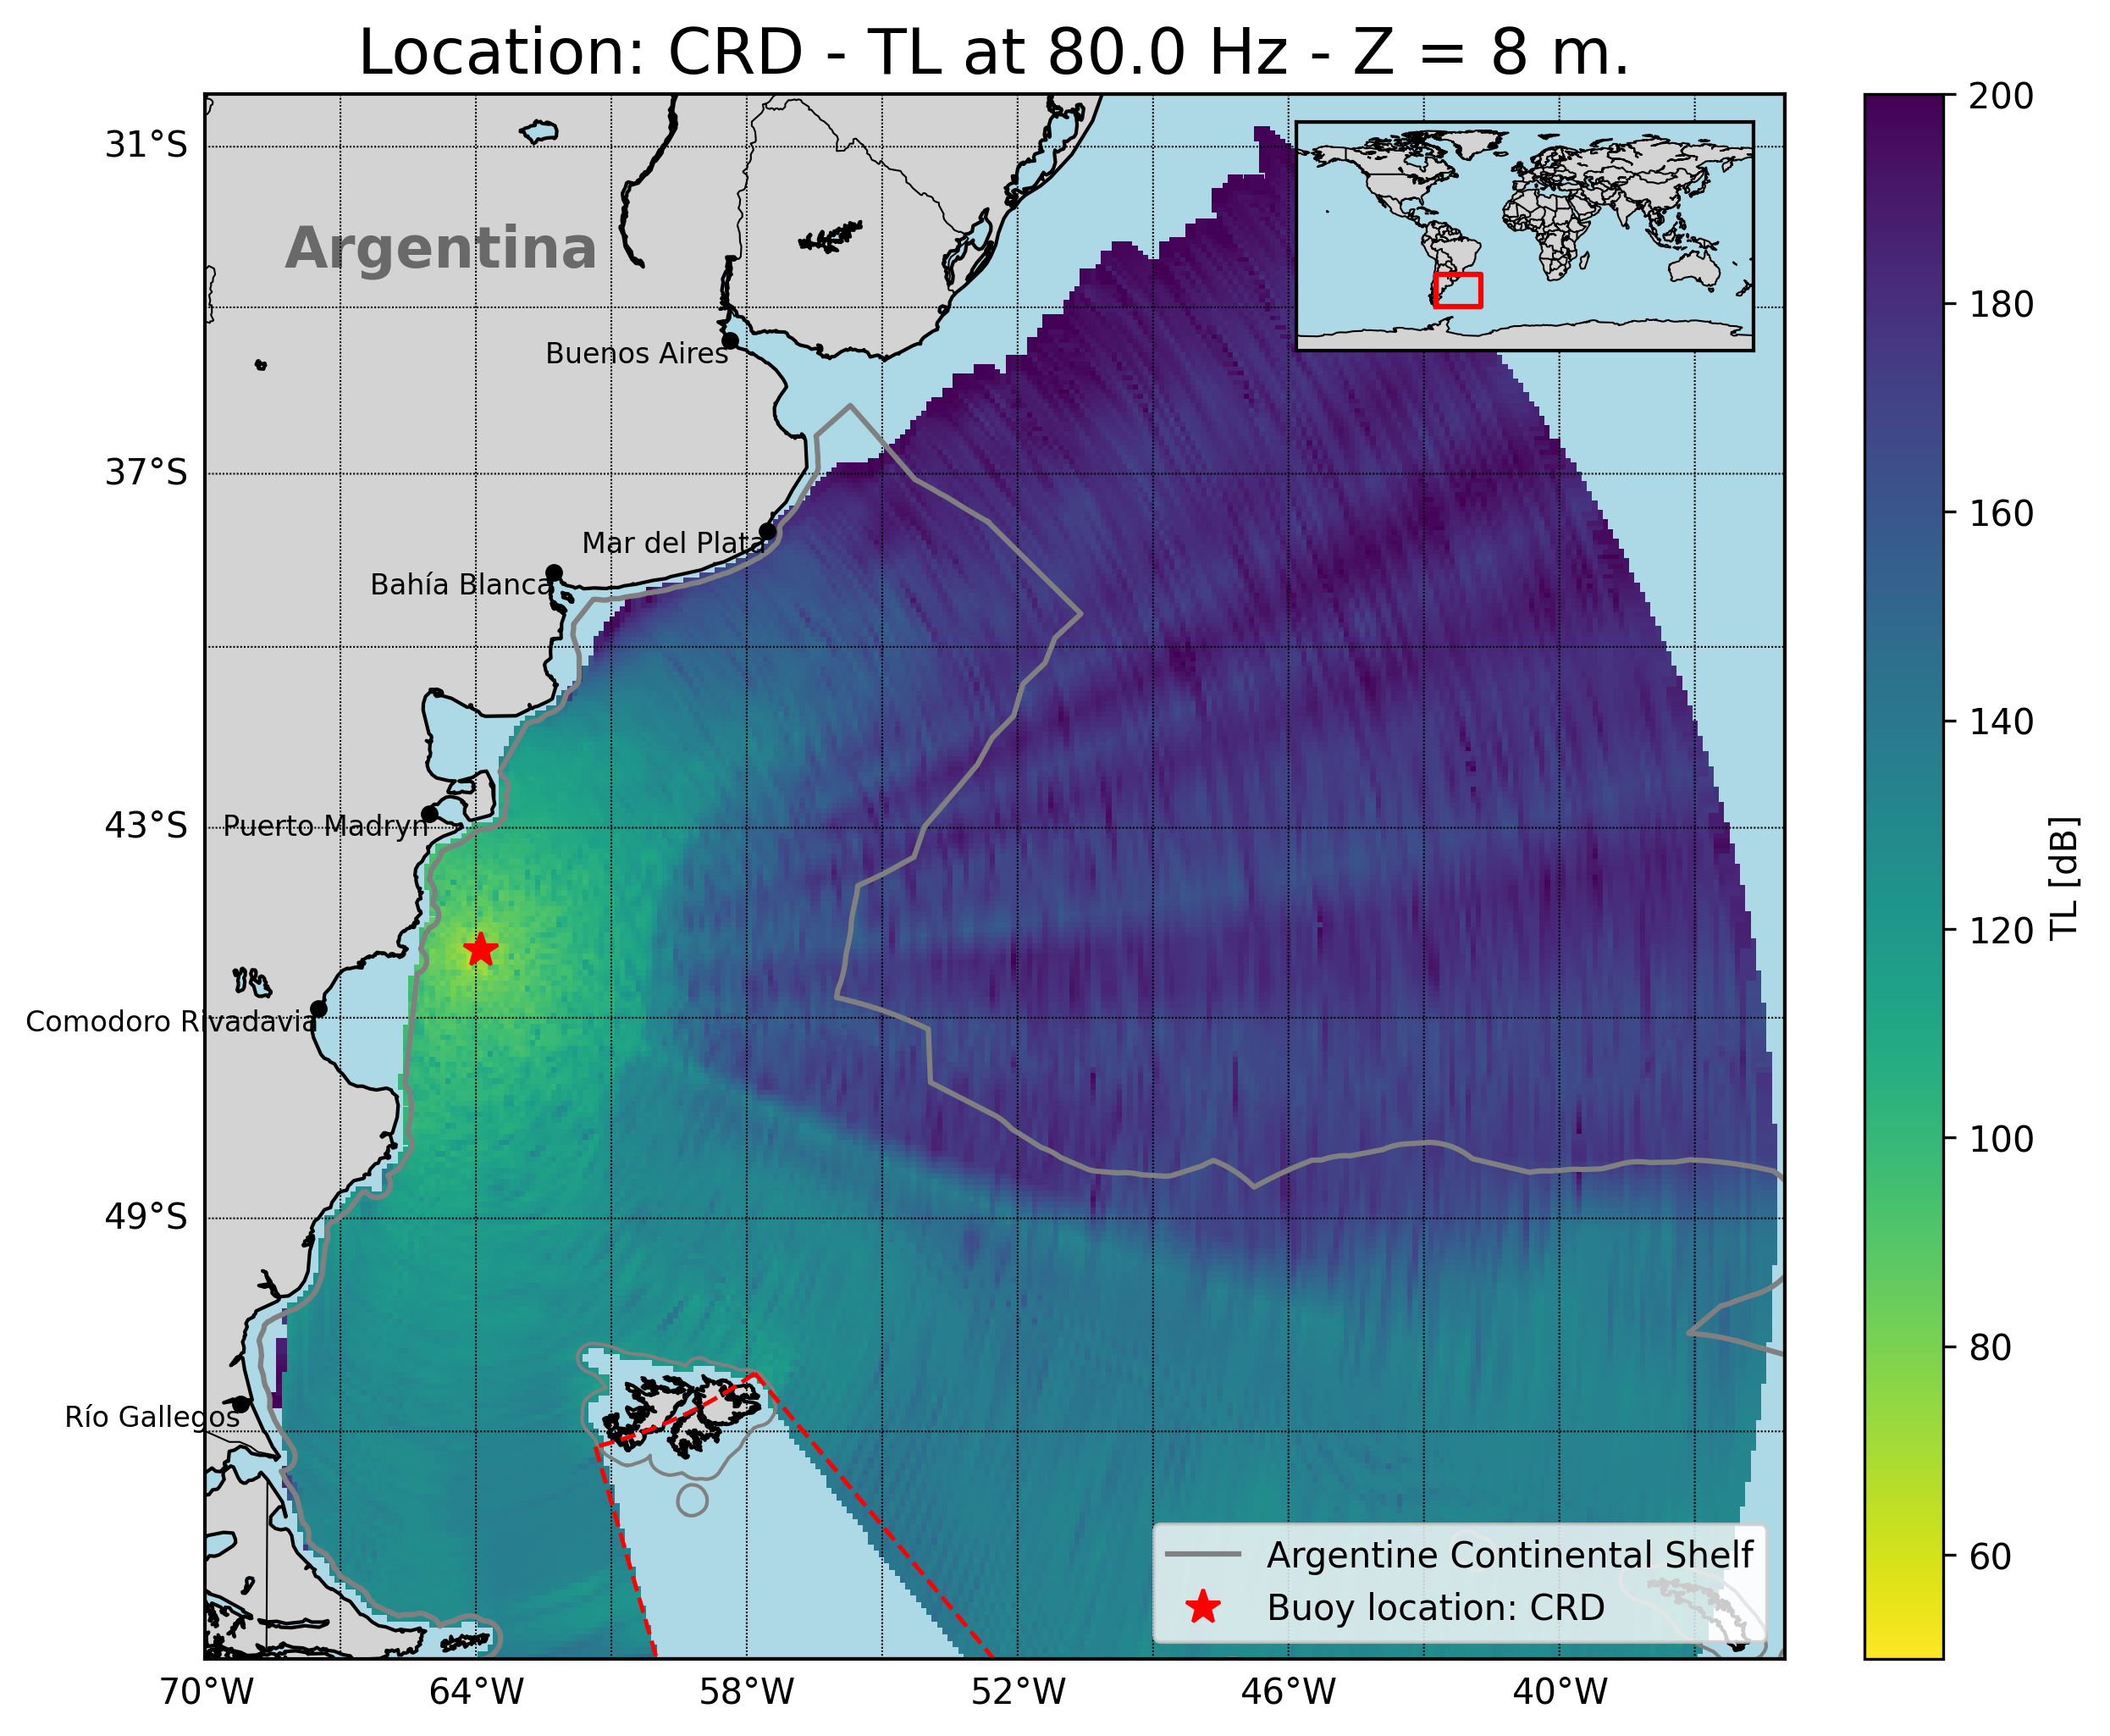 Location: CRD - TL at 80.0 Hz - Z = 8 m.
31°S
37°S
43°S
49°S
70°W
64°W
58°W
52°W
46°W
40°W
Argentina
Buenos Aires
Mar del Plata
Bahía Blanca
Puerto Madryn
Comodoro Rivadavia
Río Gallegos
Argentine Continental Shelf
Buoy location: CRD
200
180
160
140
120
100
80
60
TL [dB]